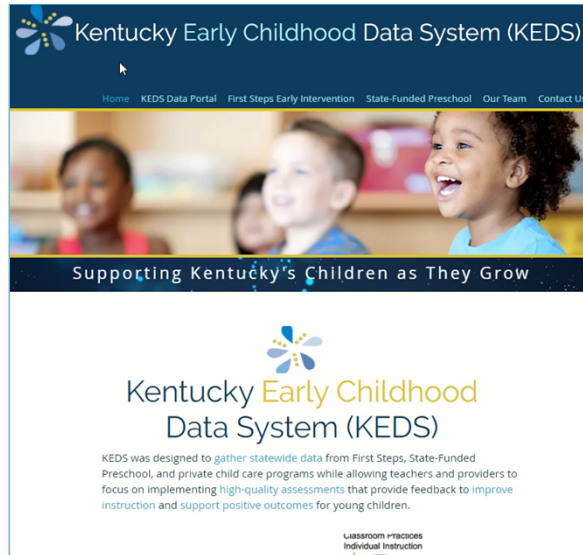 Kentucky Early Childhood Data System (KEDS)
Home KEDS Data Portal First Steps Early Intervention State-Funded Preschool Our Team Contact Us
Supporting Kentucky's Children as They Grow
Kentucky Early Childhood
Data System (KEDS)
KEDS was designed to gather statewide data from First Steps, State-Funded
Preschool, and private child care programs while allowing teachers and providers to
focus on implementing high-quality assessments that provide feedback to improve
instruction and support positive outcomes for young children.
Classroom Practices
Individual Instruction